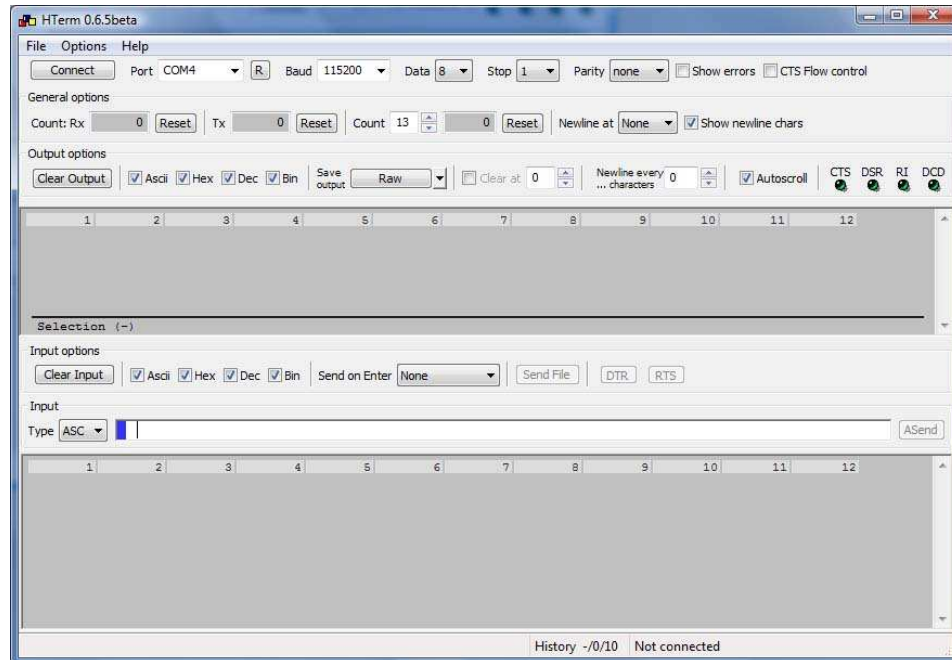 HTerm 0.6.5beta
File Options Help
Connect Port COM4 R Baud 115200 Data 8 Stop 1 Parity none Show errors CTS Flow control
General options
Count: Rx 0 Reset Tx 0 Reset Count 13 0 Reset Newline at None Show newline chars
Output options
Clear Output Ascii Hex Dec Bin Save output Raw Clear at 0 Newline every ... characters 0 Autoscroll CTS DSR RI DCD
1 2 3 4 5 6 7 8 9 10 11 12
Selection (-)
Input options
Clear Input Ascii Hex Dec Bin Send on Enter None Send File DTR RTS
Input
Type ASC ASend
1 2 3 4 5 6 7 8 9 10 11 12
History -/0/10 Not connected